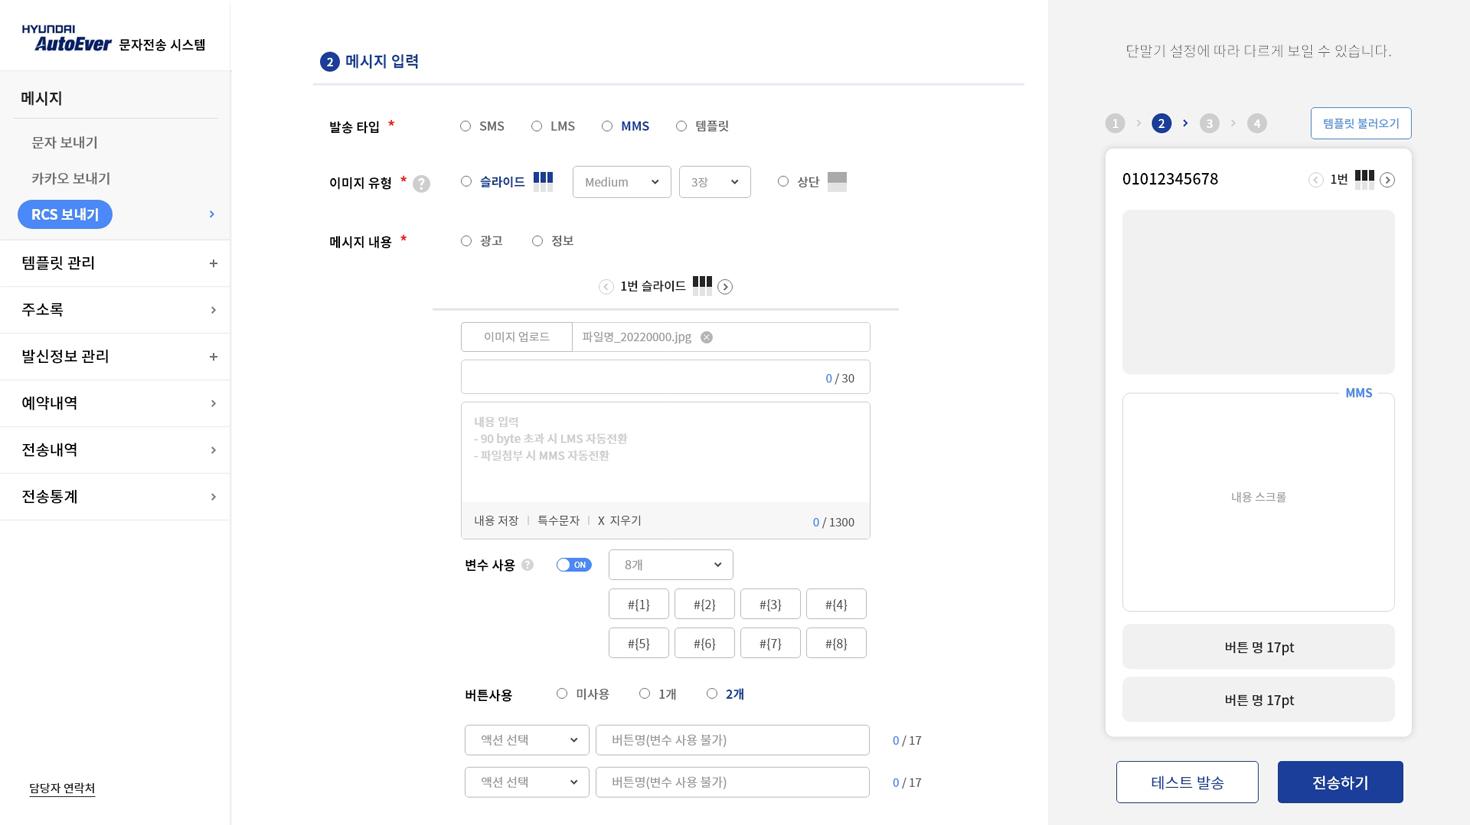 HYUNDAI
AutoEver 문자전송 시스템
메시지
문자 보내기
카카오 보내기
RCS 보내기
템플릿 관리
주소록
발신정보 관리
예약내역
전송내역
전송통계
담당자 연락처
2 메시지 입력
발송 타입 * SMS LMS MMS 템플릿
이미지 유형 * ? 슬라이드 Medium 3장 상단
메시지 내용 * 광고 정보
1번 슬라이드
이미지 업로드 파일명_20220000.jpg
0 / 30
내용 입력
- 90 byte 초과 시 LMS 자동전환
- 파일첨부 시 MMS 자동전환
내용 저장 | 특수문자 | X 지우기 0 / 1300
변수 사용 ? ON 8개
#{1} #{2} #{3} #{4}
#{5} #{6} #{7} #{8}
버튼사용 미사용 1개 2개
액션 선택 버튼명(변수 사용 불가) 0 / 17
액션 선택 버튼명(변수 사용 불가) 0 / 17
단말기 설정에 따라 다르게 보일 수 있습니다.
1 2 3 4 템플릿 불러오기
01012345678 1번
MMS
내용 스크롤
버튼 명 17pt
버튼 명 17pt
테스트 발송 전송하기